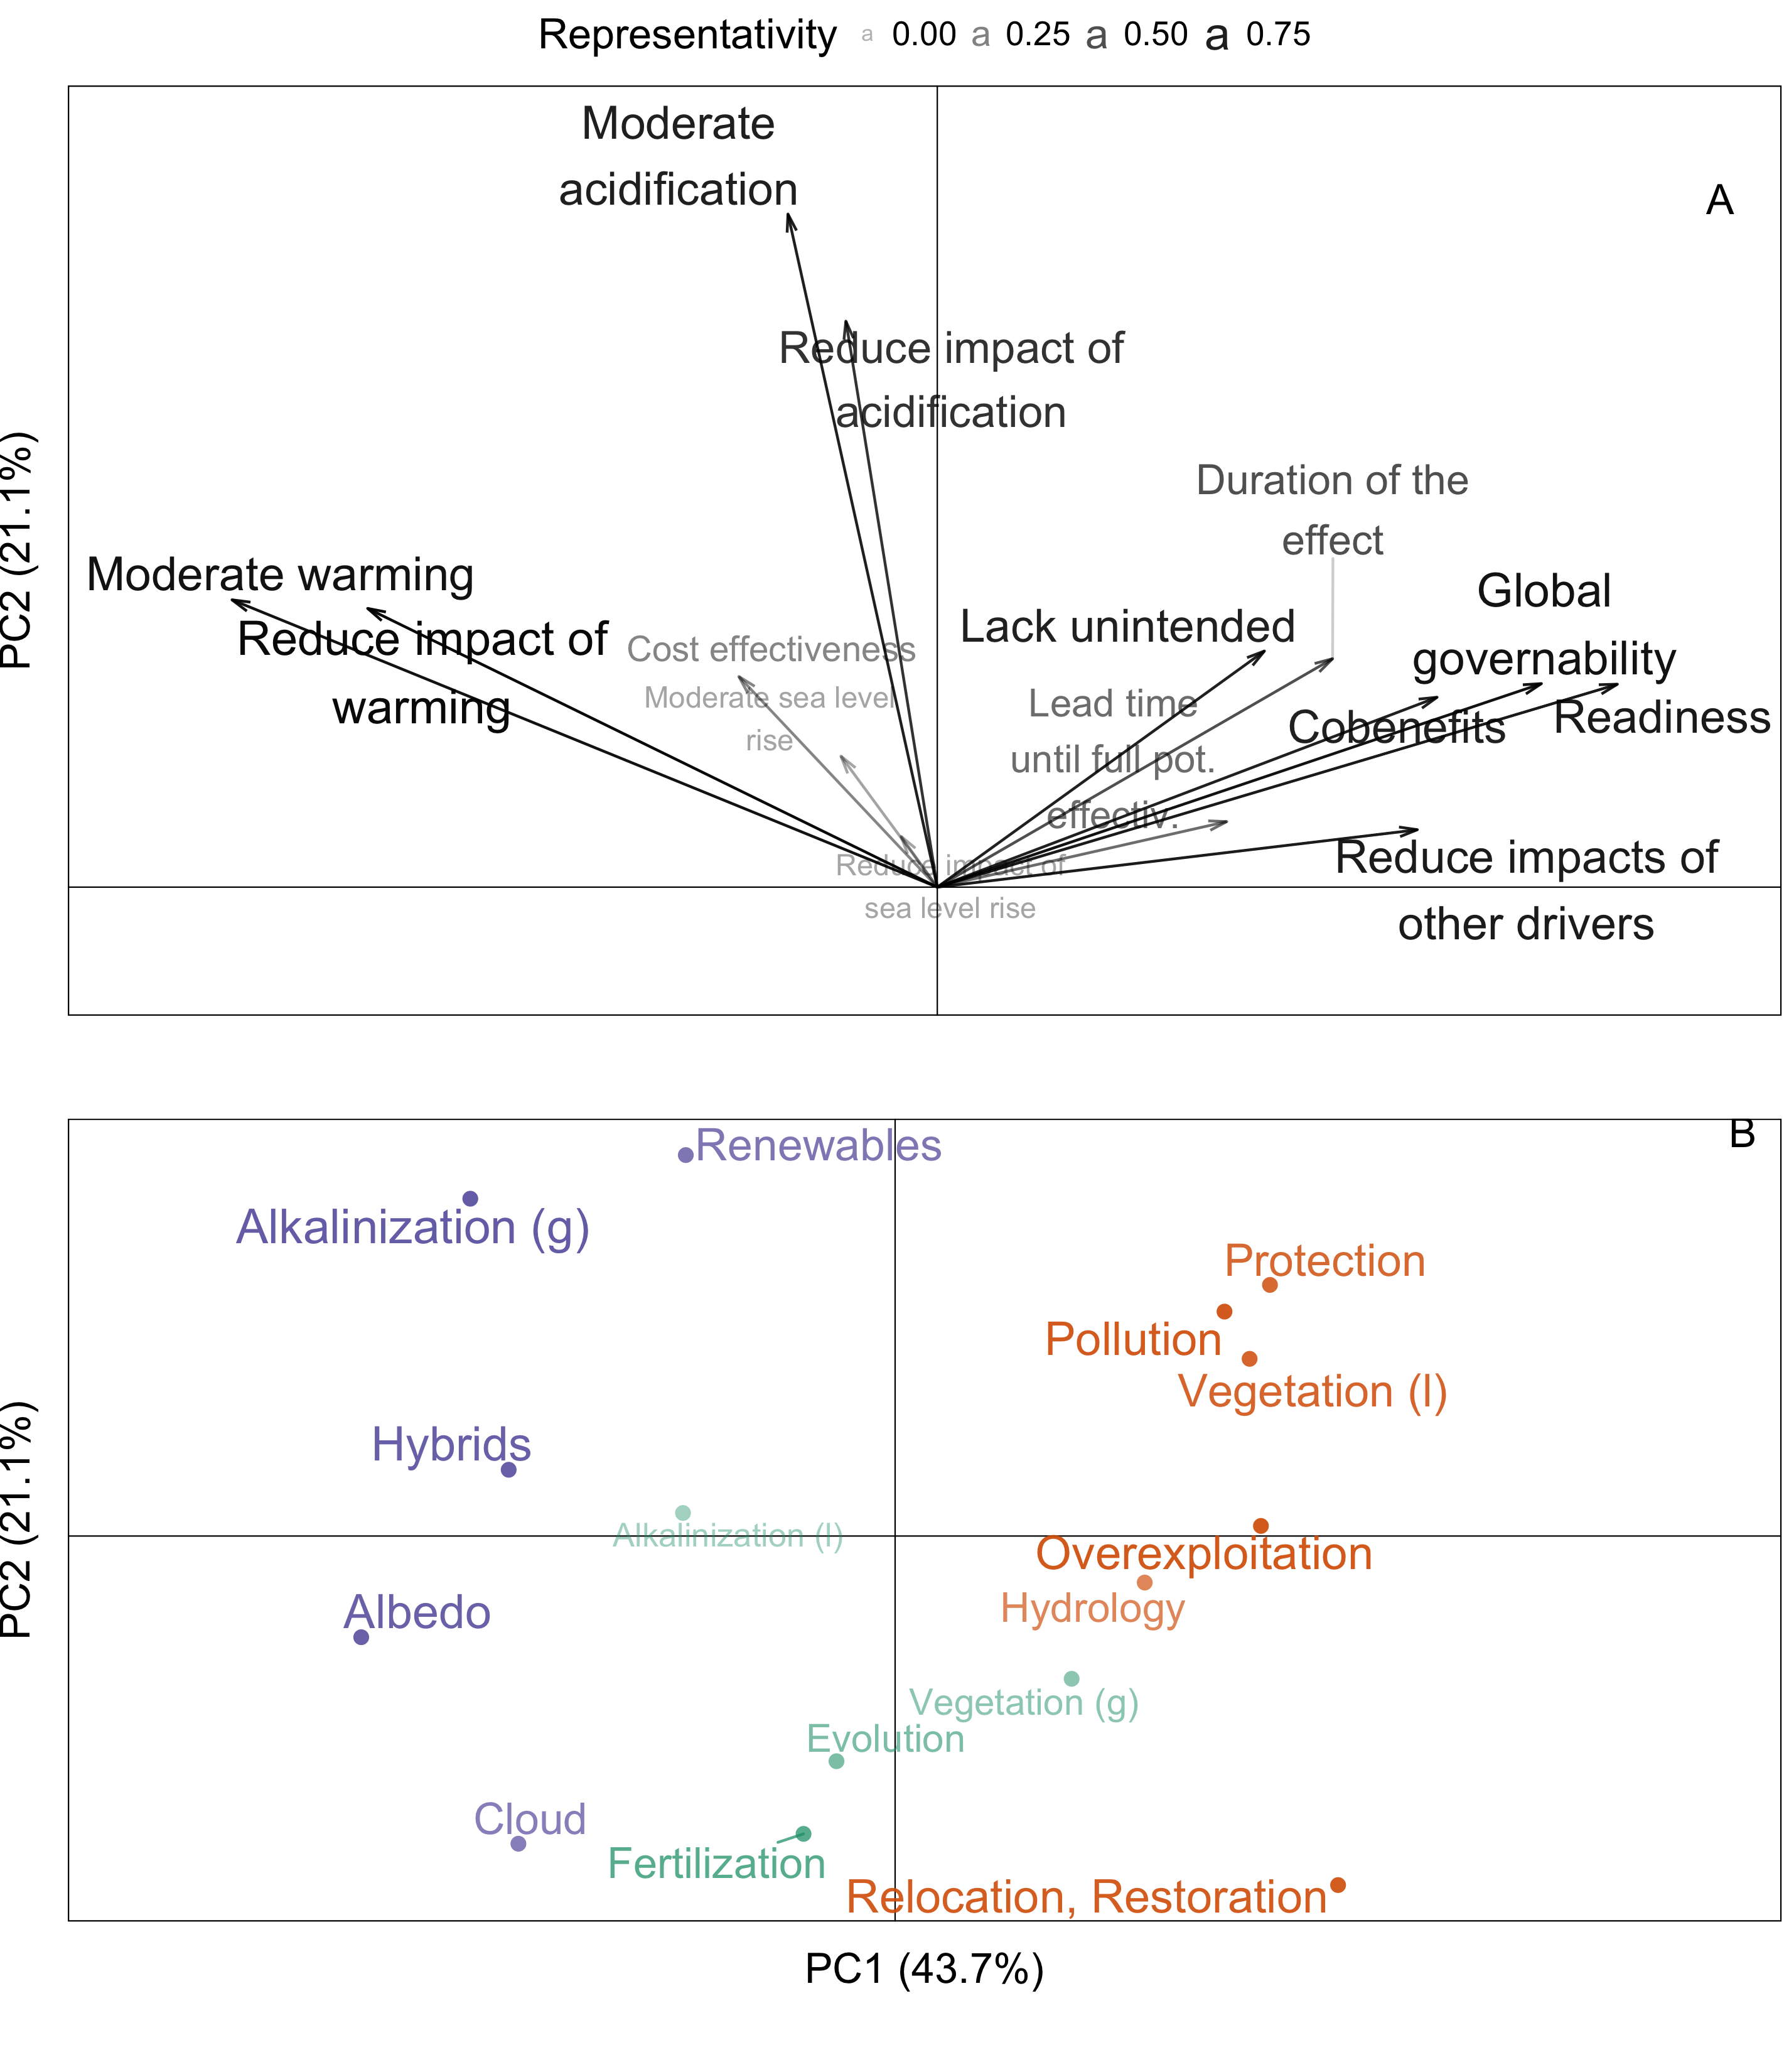 Representativity a 0.00 a 0.25 a 0.50 a 0.75
Moderate
acidification
A
Reduce impact of
acidification
Duration of the
effect
Moderate warming
Global
Lack unintended
Reduce impact of
Cost effectiveness
governability
Moderate sea level
Lead time
warming
Cobenefits
Readiness
rise
until full pot.
effectiv.
Reduce impact of
Reduce impacts of
sea level rise
other drivers
PC2 (21.1%)
B
Renewables
Alkalinization (g)
Protection
Pollution
Vegetation (l)
Hybrids
Alkalinization (l)
Overexploitation
Albedo
Hydrology
Vegetation (g)
Evolution
Cloud
Fertilization
Relocation, Restoration
PC2 (21.1%)
PC1 (43.7%)